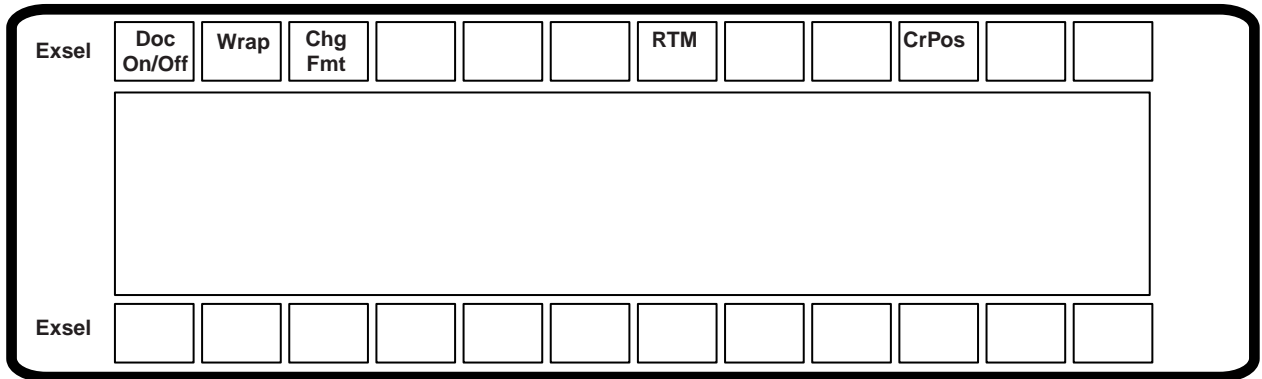 Exsel
Doc
On/Off
Wrap
Chg
Fmt
RTM
CrPos
Exsel